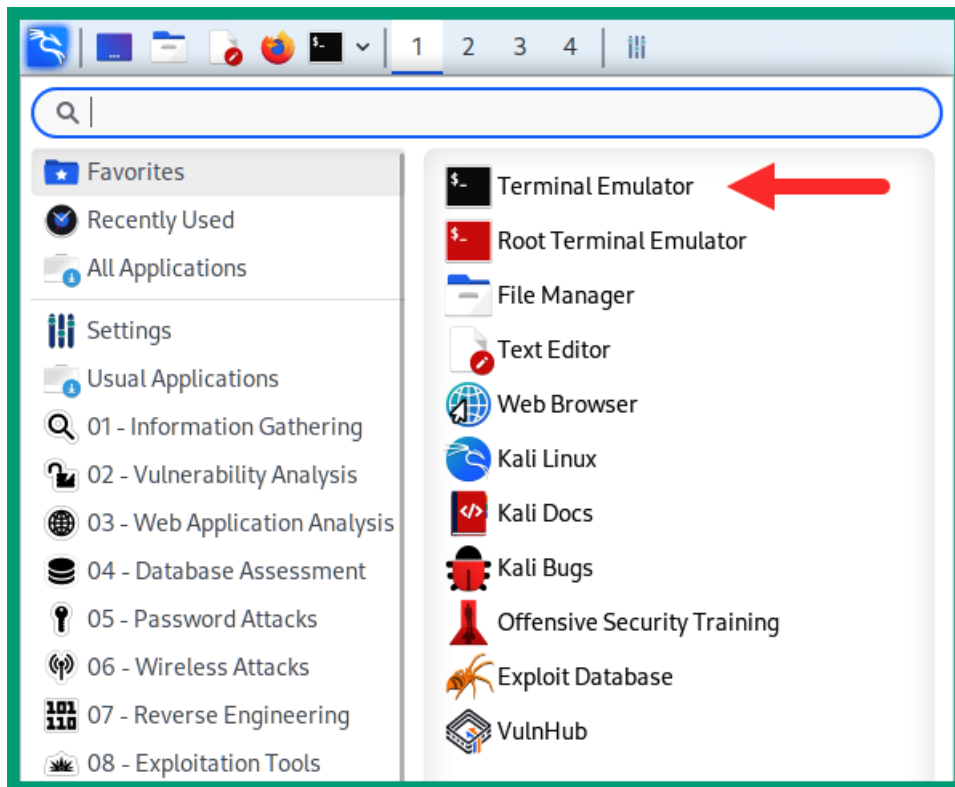 1 2 3 4
Favorites
Recently Used
All Applications
Settings
Usual Applications
01 - Information Gathering
02 - Vulnerability Analysis
03 - Web Application Analysis
04 - Database Assessment
05 - Password Attacks
06 - Wireless Attacks
07 - Reverse Engineering
08 - Exploitation Tools
$_ Terminal Emulator
$_ Root Terminal Emulator
File Manager
Text Editor
Web Browser
Kali Linux
</> Kali Docs
Kali Bugs
Offensive Security Training
Exploit Database
VulnHub